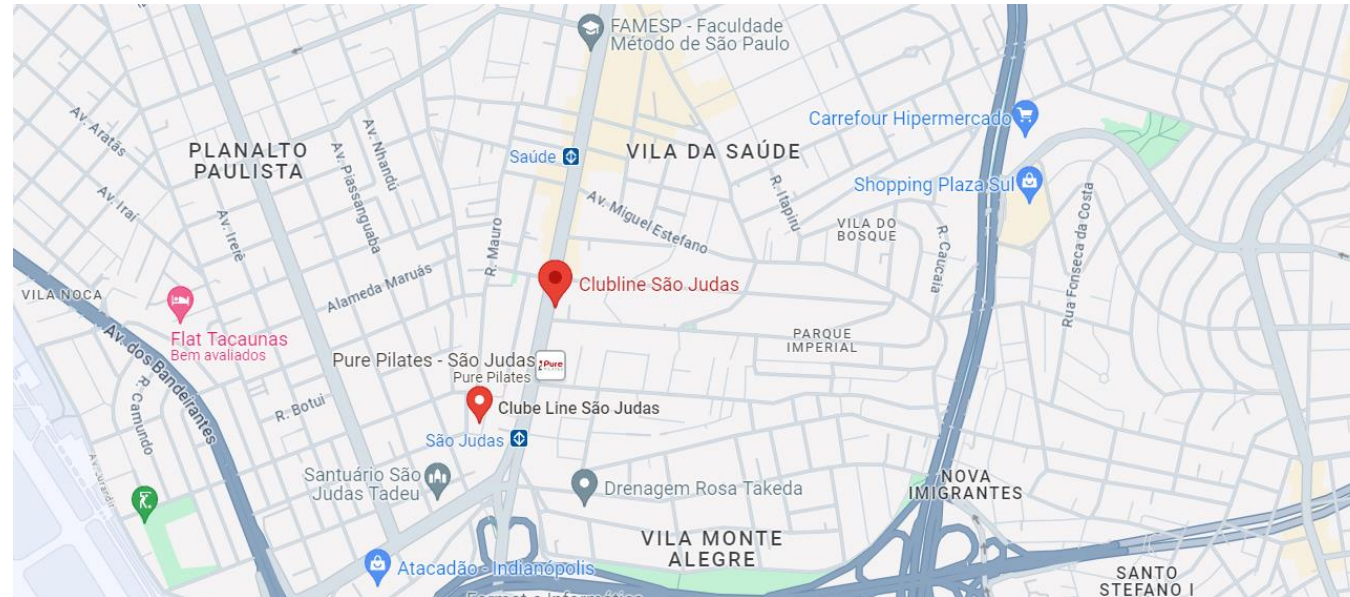 FAMESP - Faculdade
Método de São Paulo
Av. Aratãs
PLANALTO
PAULISTA
Av. Nhandú
Av. Piassanguaba
Saúde
VILA DA SAÚDE
Carrefour Hipermercado
Shopping Plaza Sul
R. Itapiru
Av. Iraí
Av. Irerê
R. Mauro
Av. Miguel Estefano
VILA DO
BOSQUE
R. Caucaia
Rua Fonseca da Costa
Alameda Maruás
Clubline São Judas
VILA NOCA
Flat Tacaunas
Bem avaliados
Av. dos Bandeirantes
PARQUE
IMPERIAL
Pure Pilates - São Judas
Pure Pilates
Pure
R. Camundo
R. Botui
Clube Line São Judas
São Judas
Santuário São
Judas Tadeu
Drenagem Rosa Takeda
NOVA
IMIGRANTES
VILA MONTE
ALEGRE
Atacadão - Indianópolis
SANTO
STEFANO I